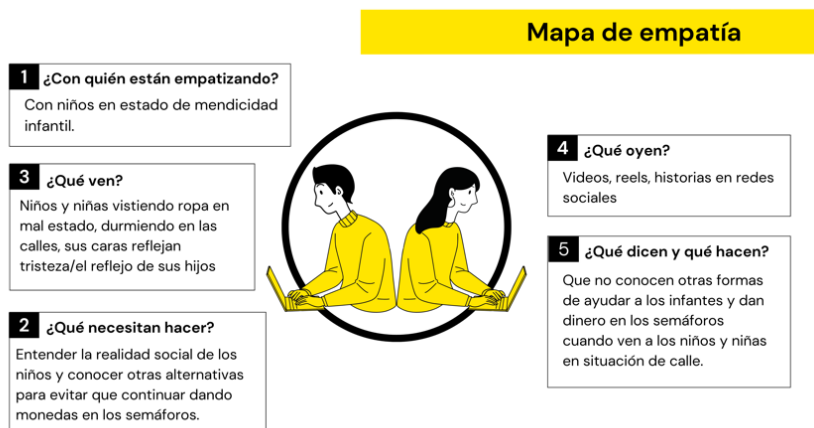 Mapa de empatía
1 ¿Con quién están empatizando?
Con niños en estado de mendicidad
infantil.
3 ¿Qué ven?
Niños y niñas vistiendo ropa en
mal estado, durmiendo en las
calles, sus caras reflejan
tristeza/el reflejo de sus hijos
2 ¿Qué necesitan hacer?
Entender la realidad social de los
niños y conocer otras alternativas
para evitar que continuar dando
monedas en los semáforos.
4 ¿Qué oyen?
Videos, reels, historias en redes
sociales
5 ¿Qué dicen y qué hacen?
Que no conocen otras formas
de ayudar a los infantes y dan
dinero en los semáforos
cuando ven a los niños y niñas
en situación de calle.